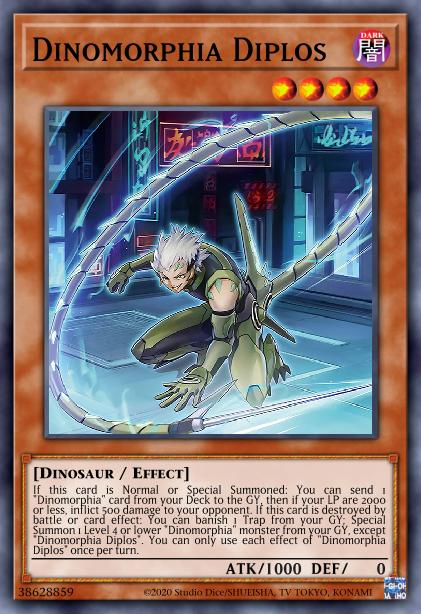 DINOMORPHIA DIPLOS
DARK
闇
[DINOSAUR / EFFECT]
If this card is Normal or Special Summoned: You can send 1
"Dinomorphia" card from your Deck to the GY, then if your LP are 2000
or less, inflict 500 damage to your opponent. If this card is destroyed by
battle or card effect: You can banish 1 Trap from your GY; Special
Summon 1 Level 4 or lower "Dinomorphia" monster from your GY, except
"Dinomorphia Diplos". You can only use each effect of "Dinomorphia
Diplos" once per turn.
ATK/1000 DEF/ 0
38628859
©2020 Studio Dice/SHUEISHA, TV TOKYO, KONAMI